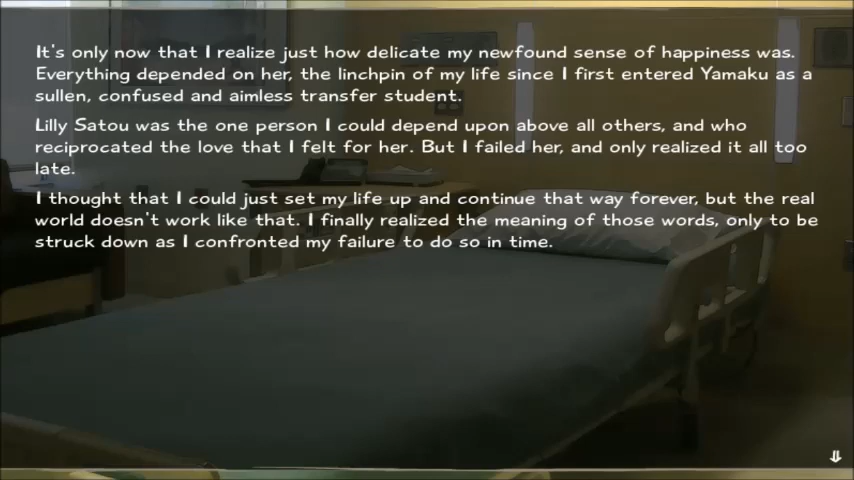 It's only now that I realize just how delicate my newfound sense of happiness was.
Everything depended on her, the linchpin of my life since I first entered Yamaku as a
sullen, confused and aimless transfer student.
Lilly Satou was the one person I could depend upon above all others, and who
reciprocated the love that I felt for her. But I failed her, and only realized it all too
late.
I thought that I could just set my life up and continue that way forever, but the real
world doesn't work like that. I finally realized the meaning of those words, only to be
struck down as I confronted my failure to do so in time.